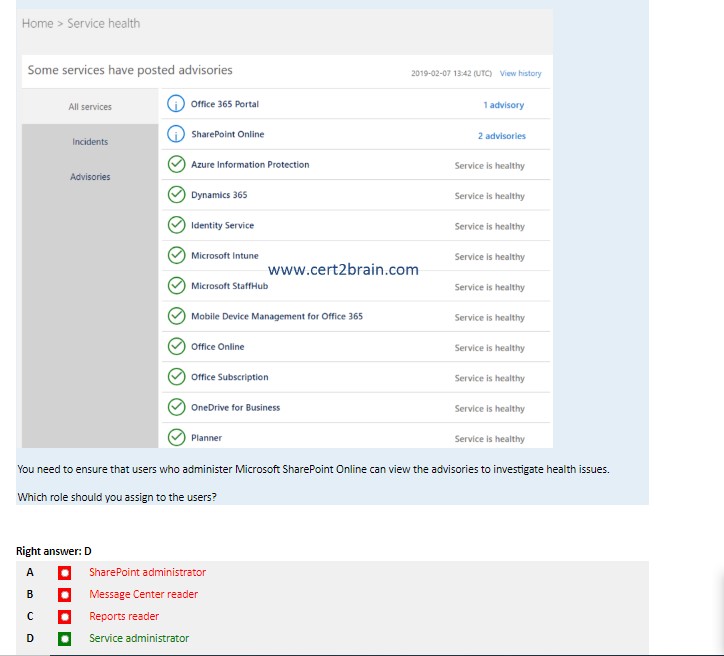 Home > Service health
Some services have posted advisories
2019-02-07 13:42 (UTC) View history
All services
Incidents
Advisories
Office 365 Portal 1 advisory
SharePoint Online 2 advisories
Azure Information Protection Service is healthy
Dynamics 365 Service is healthy
Identity Service Service is healthy
Microsoft Intune Service is healthy
www.cert2brain.com
Microsoft StaffHub Service is healthy
Mobile Device Management for Office 365 Service is healthy
Office Online Service is healthy
Office Subscription Service is healthy
OneDrive for Business Service is healthy
Planner Service is healthy
You need to ensure that users who administer Microsoft SharePoint Online can view the advisories to investigate health issues.
Which role should you assign to the users?
Right answer: D
A SharePoint administrator
B Message Center reader
C Reports reader
D Service administrator